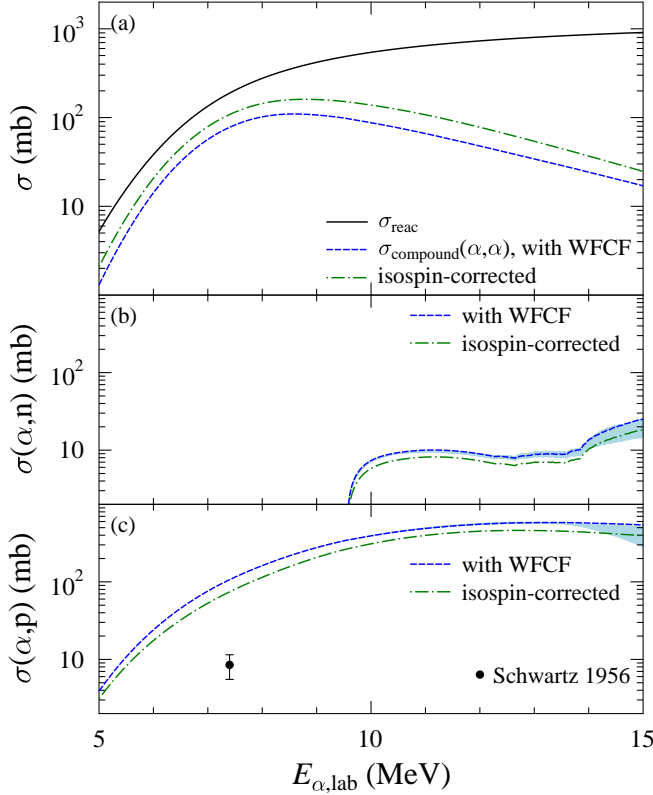 (a)
10³
10²
10
σ (mb)
σreac
σcompound(α,α), with WFCF
isospin-corrected
(b)
10²
10
σ(α,n) (mb)
with WFCF
isospin-corrected
(c)
10²
10
σ(α,p) (mb)
with WFCF
isospin-corrected
Schwartz 1956
5 10 15
Eα,lab (MeV)